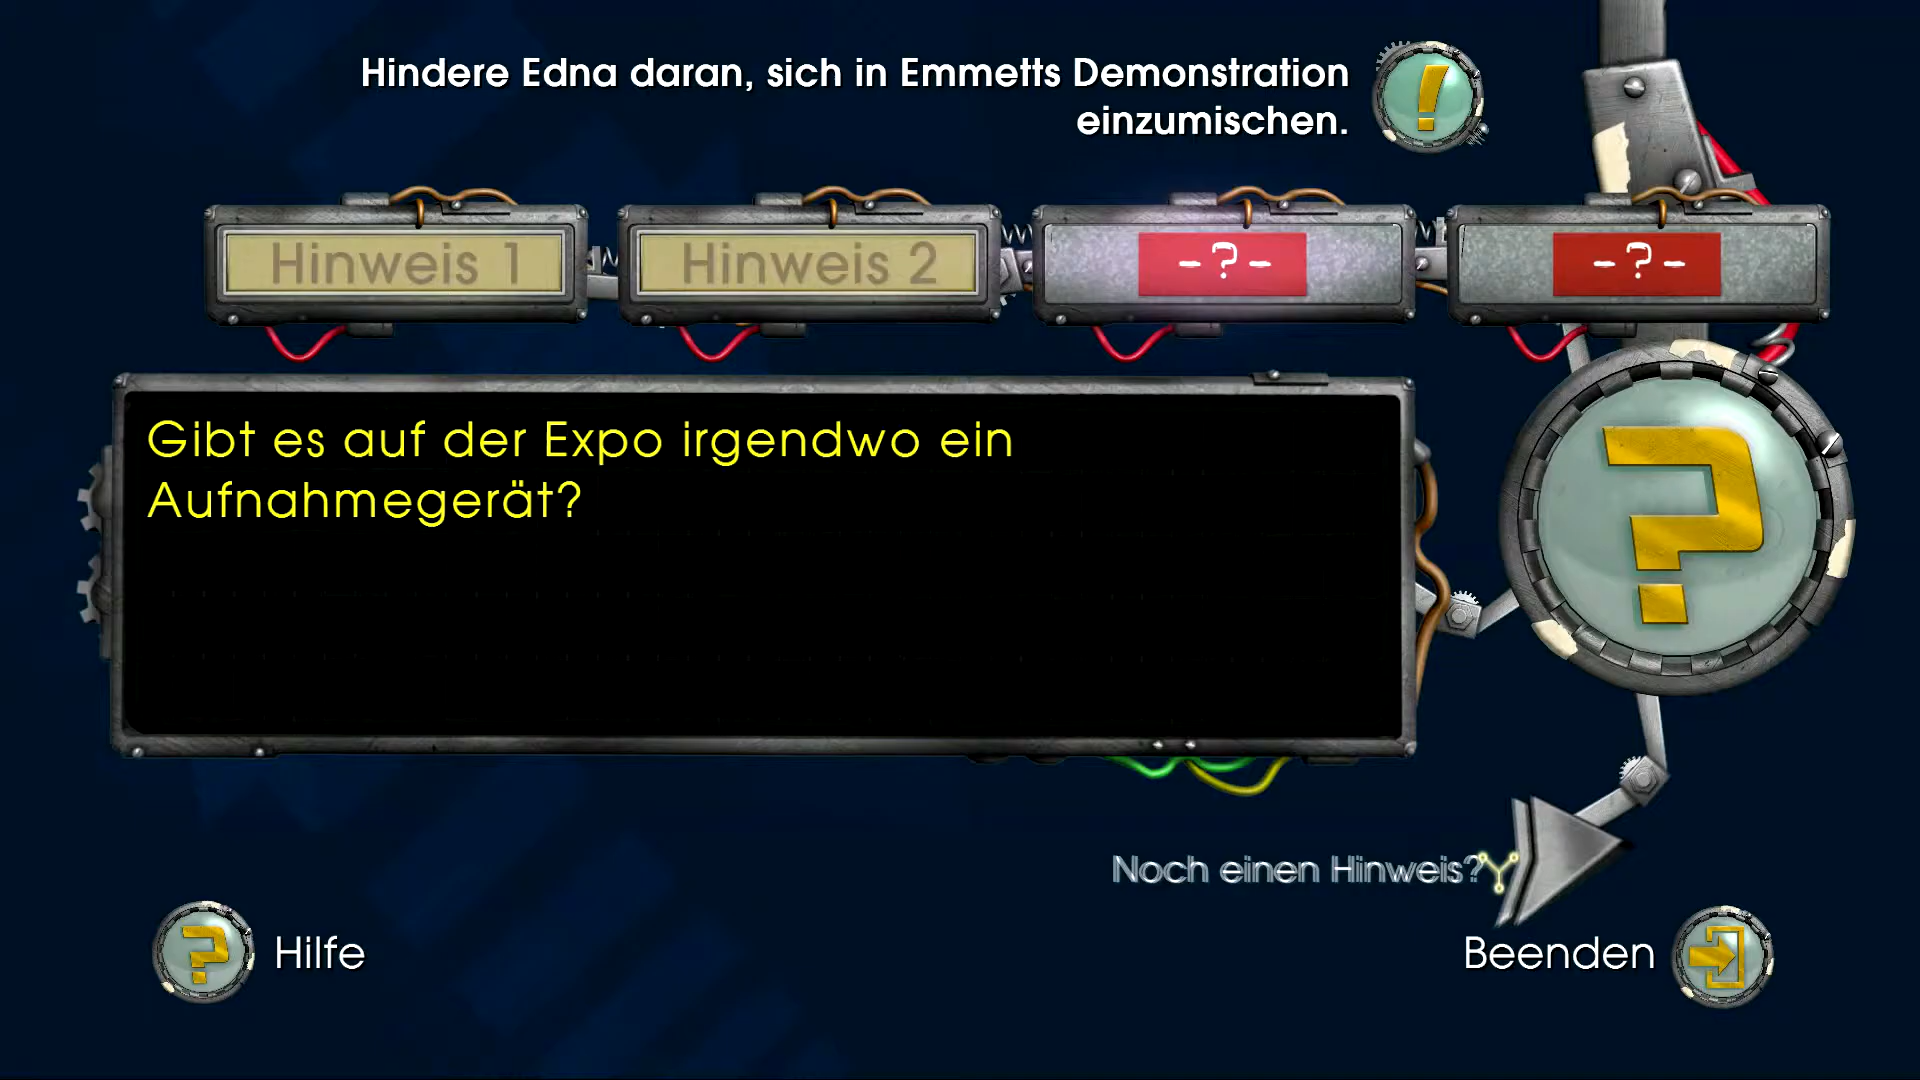 Hindere Edna daran, sich in Emmetts Demonstration
einzumischen.
Hinweis 1
Hinweis 2
-?-
-?-
Gibt es auf der Expo irgendwo ein
Aufnahmegerät?
Noch einen Hinweis?
Hilfe
Beenden